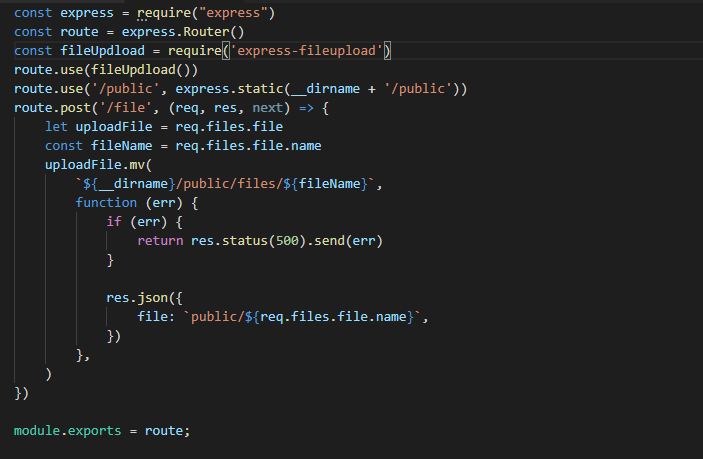 const express = require("express")
const route = express.Router()
const fileUpdload = require('express-fileupload')
route.use(fileUpdload())
route.use('/public', express.static(__dirname + '/public'))
route.post('/file', (req, res, next) => {
    let uploadFile = req.files.file
    const fileName = req.files.file.name
    uploadFile.mv(
        `${__dirname}/public/files/${fileName}`,
        function (err) {
            if (err) {
                return res.status(500).send(err)
            }

            res.json({
                file: `public/${req.files.file.name}`,
            })
        },
    )
})

module.exports = route;